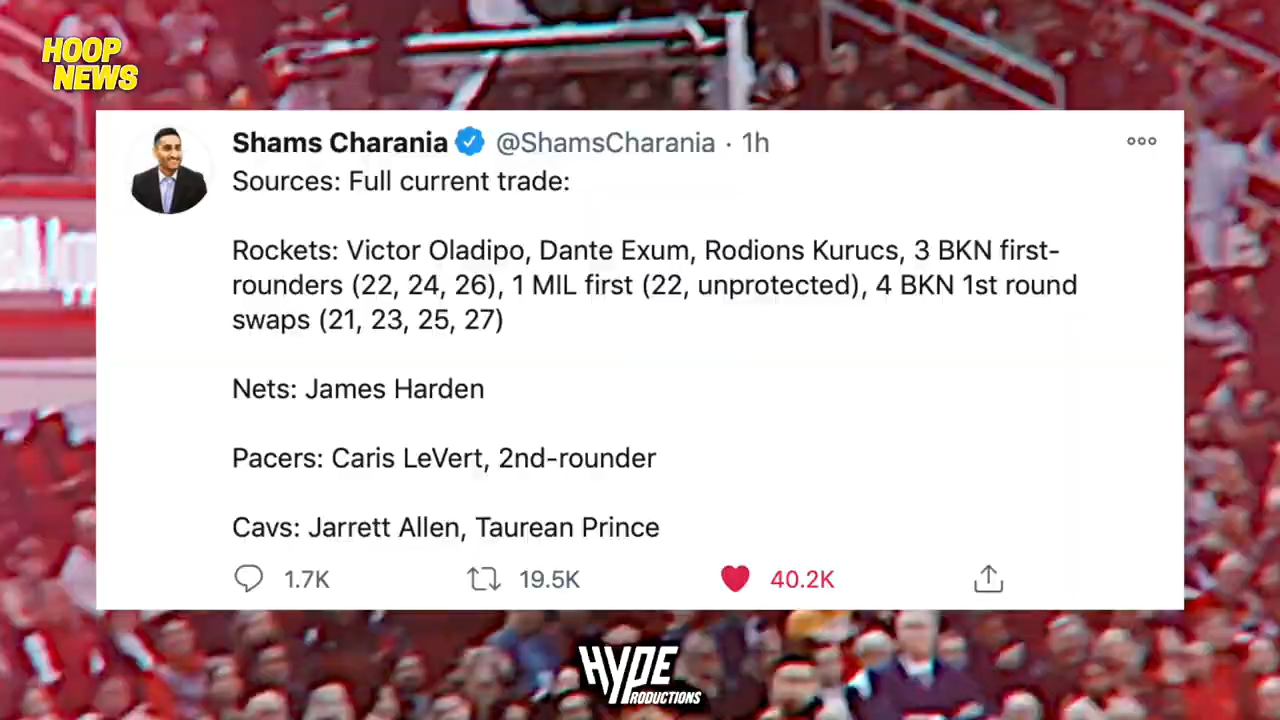 HOOP
NEWS
Shams Charania @ShamsCharania · 1h
Sources: Full current trade:
Rockets: Victor Oladipo, Dante Exum, Rodions Kurucs, 3 BKN first-
rounders (22, 24, 26), 1 MIL first (22, unprotected), 4 BKN 1st round
swaps (21, 23, 25, 27)
Nets: James Harden
Pacers: Caris LeVert, 2nd-rounder
Cavs: Jarrett Allen, Taurean Prince
1.7K 19.5K 40.2K
HYPE
PRODUCTIONS